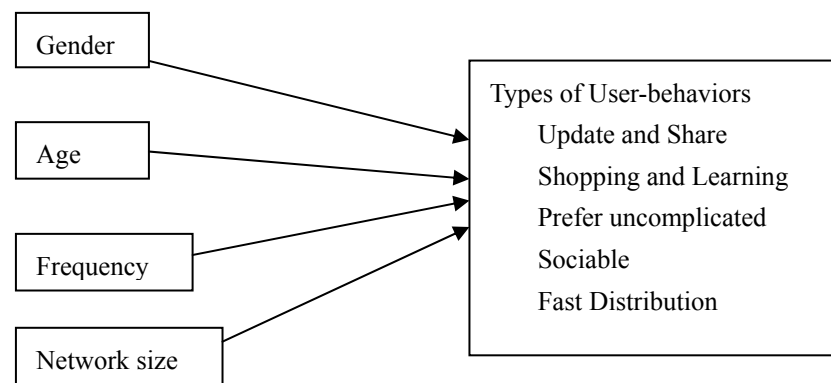 Gender
Age
Frequency
Network size
Types of User-behaviors
Update and Share
Shopping and Learning
Prefer uncomplicated
Sociable
Fast Distribution